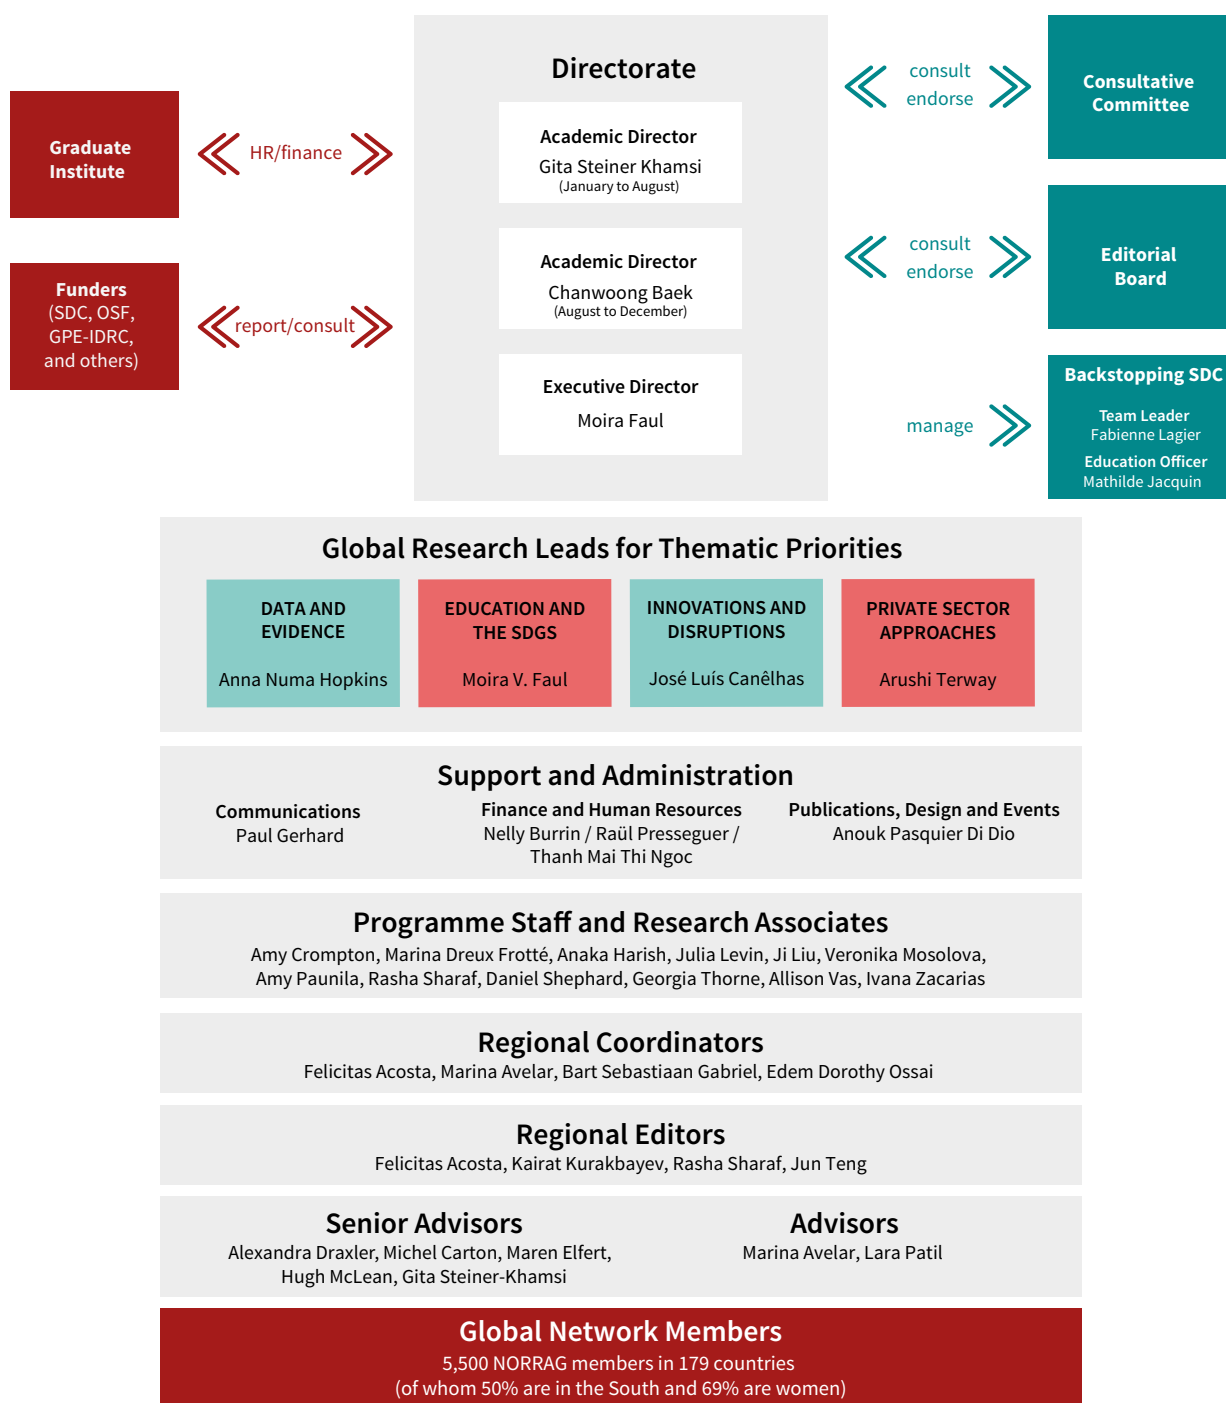 Directorate
Academic Director
Gita Steiner Khamsi
(January to August)
Academic Director
Chanwoong Baek
(August to December)
Executive Director
Moira Faul
Graduate
Institute
HR/finance
Funders
(SDC, OSF,
GPE-IDRC,
and others)
report/consult
consult
endorse
Consultative
Committee
consult
endorse
Editorial
Board
manage
Backstopping SDC
Team Leader
Fabienne Lagier
Education Officer
Mathilde Jacquin
Global Research Leads for Thematic Priorities
DATA AND
EVIDENCE
Anna Numa Hopkins
EDUCATION AND
THE SDGS
Moira V. Faul
INNOVATIONS AND
DISRUPTIONS
José Luís Canêlhas
PRIVATE SECTOR
APPROACHES
Arushi Terway
Support and Administration
Communications
Paul Gerhard
Finance and Human Resources
Nelly Burrin / Raül Presseguer /
Thanh Mai Thi Ngoc
Publications, Design and Events
Anouk Pasquier Di Dio
Programme Staff and Research Associates
Amy Crompton, Marina Dreux Frotté, Anaka Harish, Julia Levin, Ji Liu, Veronika Mosolova,
Amy Paunila, Rasha Sharaf, Daniel Shephard, Georgia Thorne, Allison Vas, Ivana Zacarias
Regional Coordinators
Felicitas Acosta, Marina Avelar, Bart Sebastiaan Gabriel, Edem Dorothy Ossai
Regional Editors
Felicitas Acosta, Kairat Kurakbayev, Rasha Sharaf, Jun Teng
Senior Advisors
Alexandra Draxler, Michel Carton, Maren Elfert,
Hugh McLean, Gita Steiner-Khamsi
Advisors
Marina Avelar, Lara Patil
Global Network Members
5,500 NORRAG members in 179 countries
(of whom 50% are in the South and 69% are women)